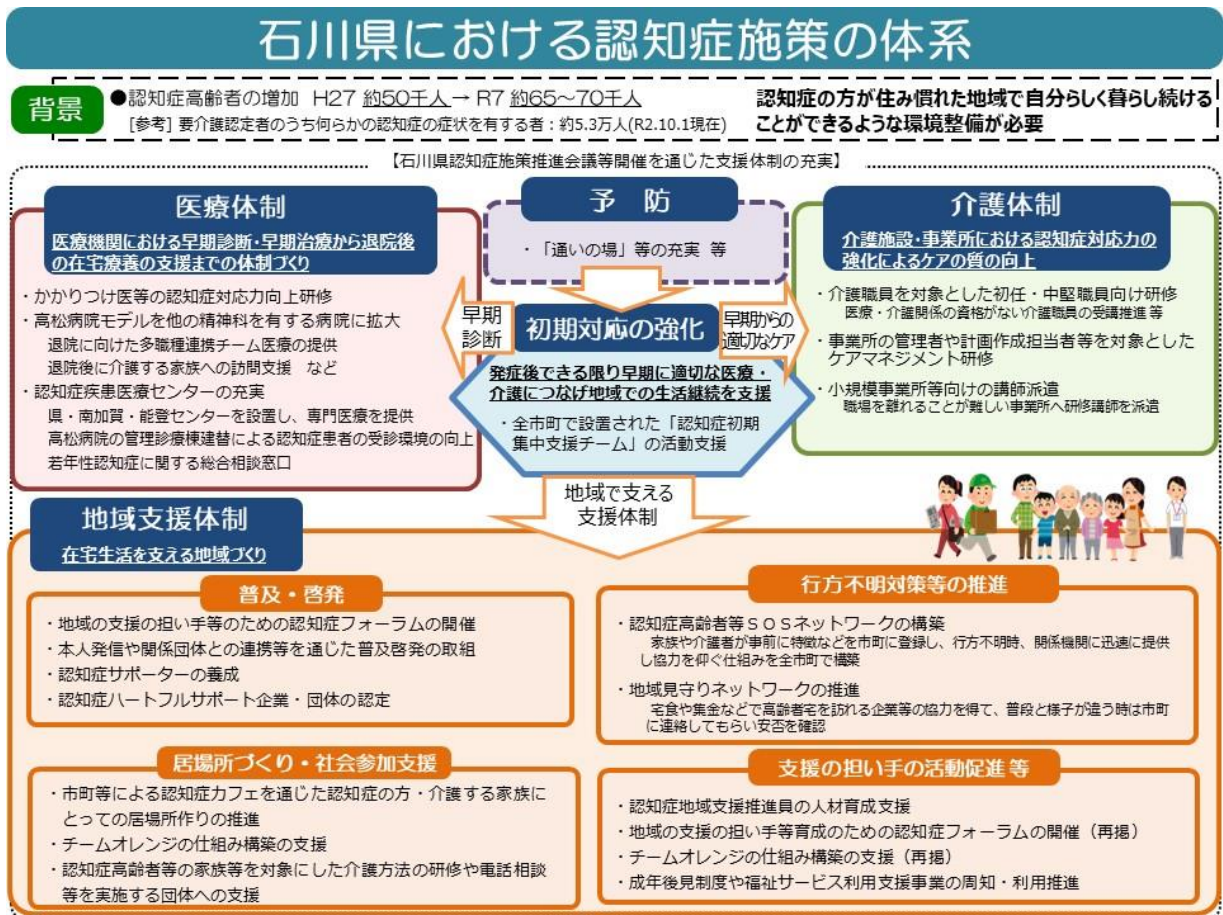 石川県における認知症施策の体系
背景
●認知症高齢者の増加 H27 約50千人→ R7 約65~70千人
[参考] 要介護認定者のうち何らかの認知症の症状を有する者:約5.3万人(R2.10.1現在)
認知症の方が住み慣れた地域で自分らしく暮らし続ける
ことができるような環境整備が必要
【石川県認知症施策推進会議等開催を通じた支援体制の充実】
医療体制
医療機関における早期診断・早期治療から退院後
の在宅療養の支援までの体制づくり
・かかりつけ医等の認知症対応力向上研修
・高松病院モデルを他の精神科を有する病院に拡大
退院に向けた多職種連携チーム医療の提供
退院後に介護する家族への訪問支援 など
・認知症疾患医療センターの充実
県・南加賀・能登センターを設置し、専門医療を提供
高松病院の管理診療棟建替による認知症患者の受診環境の向上
若年性認知症に関する総合相談窓口
予 防
・「通いの場」等の充実 等
早期
診断
初期対応の強化
早期からの
適切なケア
発症後できる限り早期に適切な医療・
介護につなげ地域での生活継続を支援
・全市町で設置された「認知症初期
集中支援チーム」の活動支援
介護体制
介護施設・事業所における認知症対応力の
強化によるケアの質の向上
・介護職員を対象とした初任・中堅職員向け研修
医療・介護関係の資格がない介護職員の受講推進 等
・事業所の管理者や計画作成担当者等を対象とした
ケアマネジメント研修
・小規模事業所等向けの講師派遣
職場を離れることが難しい事業所へ研修講師を派遣
地域で支える
支援体制
地域支援体制
在宅生活を支える地域づくり
普及・啓発
・地域の支援の担い手等のための認知症フォーラムの開催
・本人発信や関係団体との連携等を通じた普及啓発の取組
・認知症サポーターの養成
・認知症ハートフルサポート企業・団体の認定
行方不明対策等の推進
・認知症高齢者等SOSネットワークの構築
家族や介護者が事前に特徴などを市町に登録し、行方不明時、関係機関に迅速に提供
し協力を仰ぐ仕組みを全市町で構築
・地域見守りネットワークの推進
宅食や集金などで高齢者宅を訪れる企業等の協力を得て、普段と様子が違う時は市町
に連絡してもらい安否を確認
居場所づくり・社会参加支援
・市町等による認知症カフェを通じた認知症の方・介護する家族に
とっての居場所作りの推進
・チームオレンジの仕組み構築の支援
・認知症高齢者等の家族等を対象にした介護方法の研修や電話相談
等を実施する団体への支援
支援の担い手の活動促進 等
・認知症地域支援推進員の人材育成支援
・地域の支援の担い手等育成のための認知症フォーラムの開催(再掲)
・チームオレンジの仕組み構築の支援(再掲)
・成年後見制度や福祉サービス利用支援事業の周知・利用推進